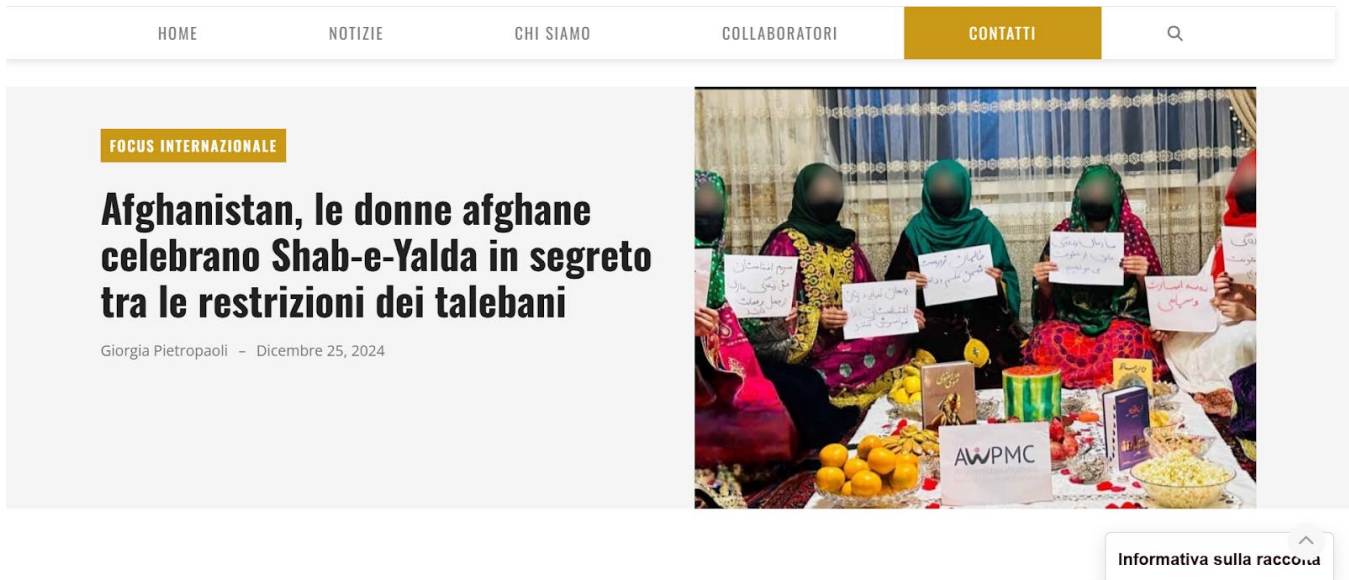 HOME
NOTIZIE
CHI SIAMO
COLLABORATORI
CONTATTI
FOCUS INTERNAZIONALE
Afghanistan, le donne afghane
celebrano Shab-e-Yalda in segreto
tra le restrizioni dei talebani
Giorgia Pietropaoli – Dicembre 25, 2024
AWPMC
Informativa sulla raccolta